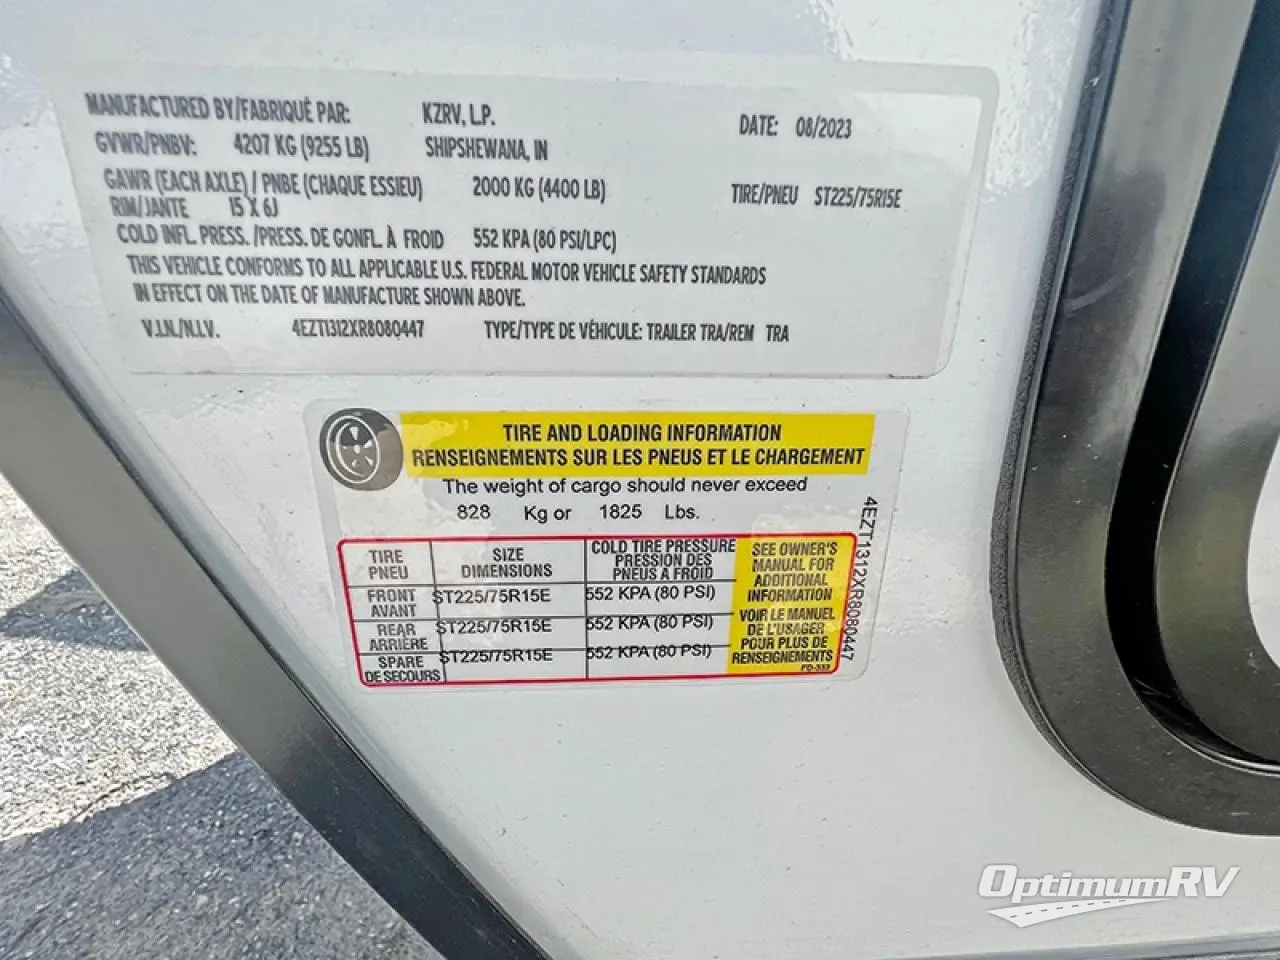 MANUFACTURED BY/FABRIQUÉ PAR: KZRV, L.P. DATE: 08/2023
GVWR/PNBV: 4207 KG (9255 LB) SHIPSHEWANA, IN
GAWR (EACH AXLE) / PNBE (CHAQUE ESSIEU) 2000 KG (4400 LB) TIRE/PNEU ST225/75R15E
RIM/JANTE 15 X 6J
COLD INFL. PRESS. /PRESS. DE GONFL. À FROID 552 KPA (80 PSI/LPC)
THIS VEHICLE CONFORMS TO ALL APPLICABLE U.S. FEDERAL MOTOR VEHICLE SAFETY STANDARDS
IN EFFECT ON THE DATE OF MANUFACTURE SHOWN ABOVE.
V.I.N./N.I.V. 4EZT1312XR8080447 TYPE/TYPE DE VÉHICULE: TRAILER TRA/REM TRA
TIRE AND LOADING INFORMATION
RENSEIGNEMENTS SUR LES PNEUS ET LE CHARGEMENT
The weight of cargo should never exceed
828 Kg or 1825 Lbs.
TIRE
PNEU
SIZE
DIMENSIONS
COLD TIRE PRESSURE
PRESSION DES
PNEUS A FROID
FRONT
AVANT
ST225/75R15E
552 KPA (80 PSI)
REAR
ARRIÈRE
ST225/75R15E
552 KPA (80 PSI)
SPARE
DE SECOURS
ST225/75R15E
552 KPA (80 PSI)
SEE OWNER'S
MANUAL FOR
ADDITIONAL
INFORMATION
VOIR LE MANUEL
DE L'USAGER
POUR PLUS DE
RENSEIGNEMENTS
FD-553
4EZT1312XR8080447
OptimumRV